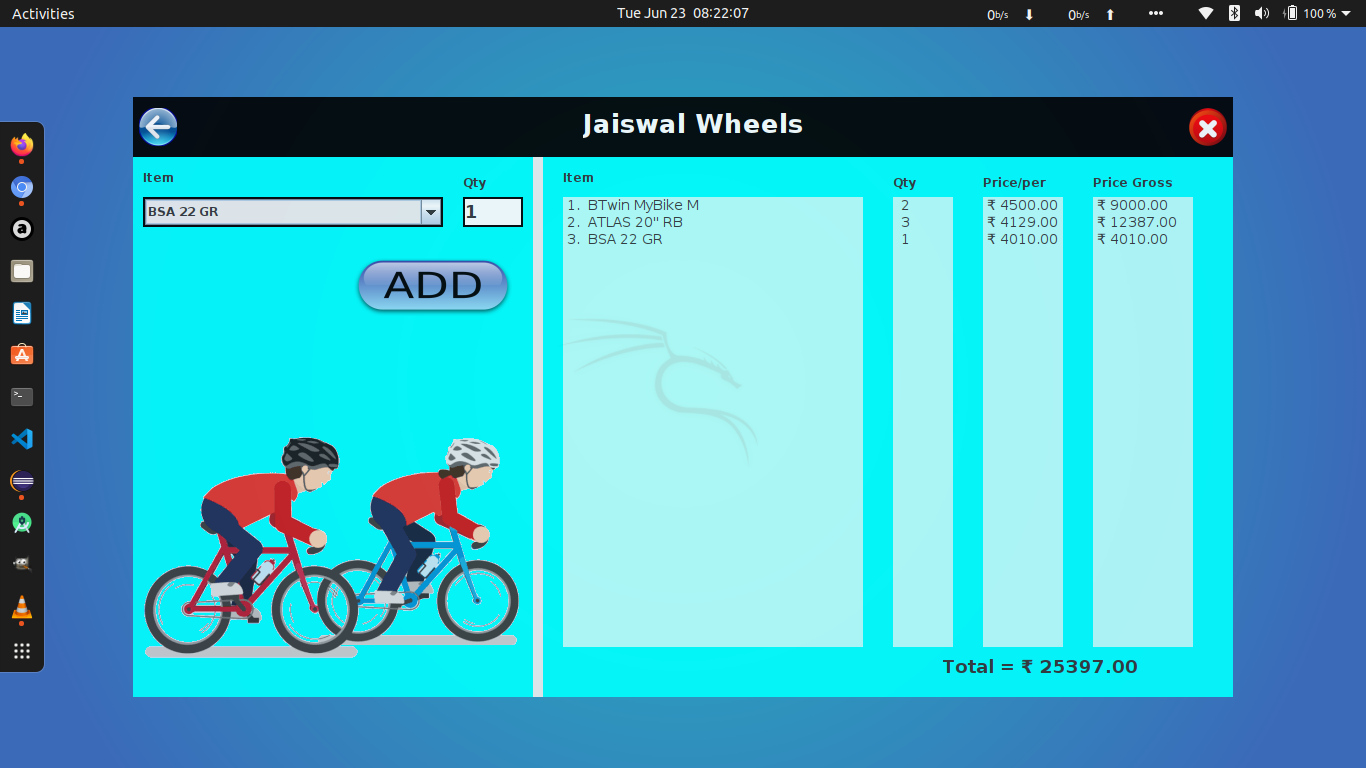 Activities
Tue Jun 23 08:22:07
0b/s ⬇ 0b/s ⬆ ••• 100 %
Jaiswal Wheels
Item Qty
BSA 22 GR 1
ADD
Item Qty Price/per Price Gross
1. BTwin MyBike M 2 ₹ 4500.00 ₹ 9000.00
2. ATLAS 20" RB 3 ₹ 4129.00 ₹ 12387.00
3. BSA 22 GR 1 ₹ 4010.00 ₹ 4010.00
Total = ₹ 25397.00